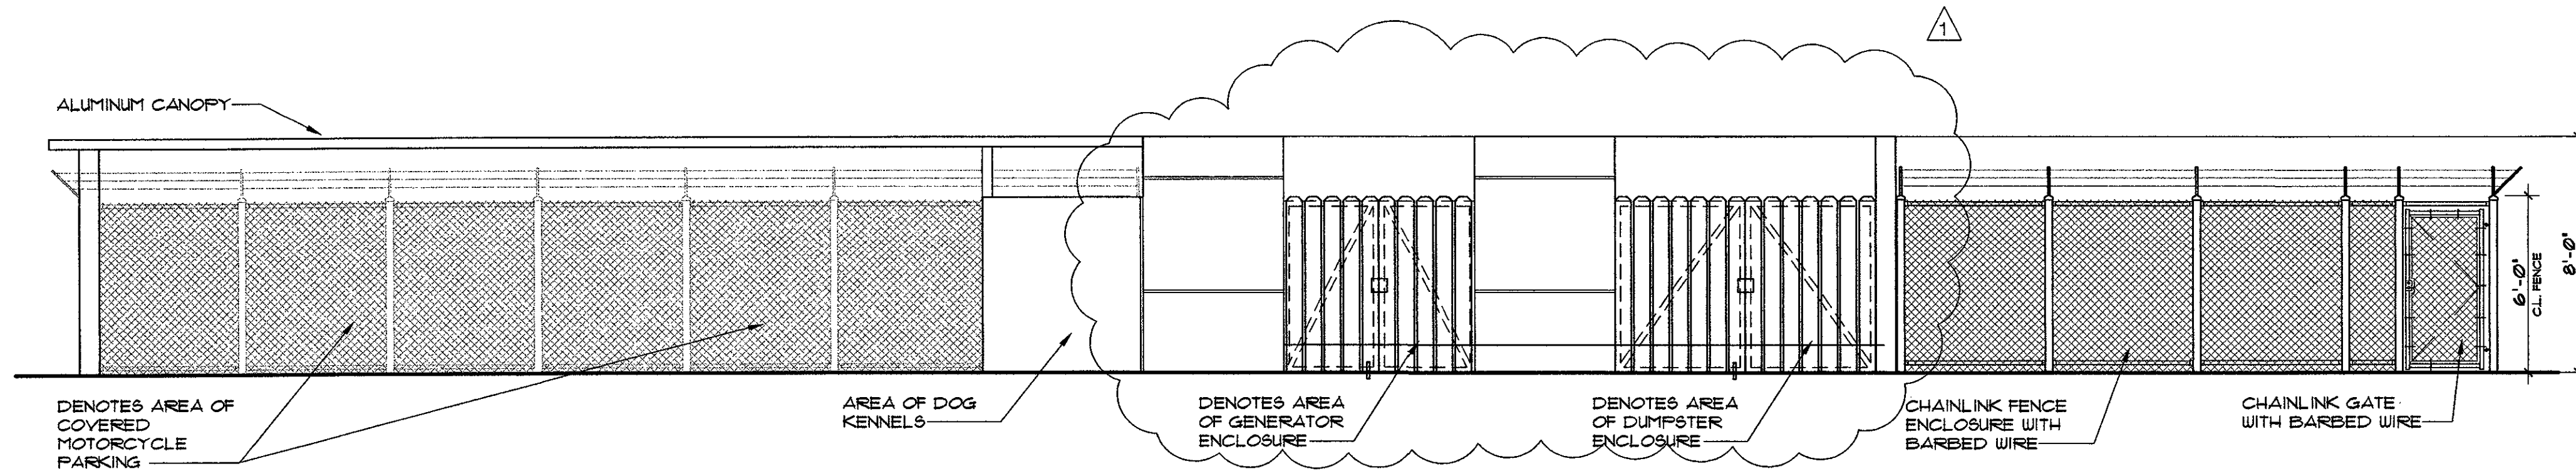 1
ALUMINUM CANOPY
DENOTES AREA OF
COVERED
MOTORCYCLE
PARKING
AREA OF DOG
KENNELS
DENOTES AREA
OF GENERATOR
ENCLOSURE
DENOTES AREA
OF DUMPSTER
ENCLOSURE
CHAINLINK FENCE
ENCLOSURE WITH
BARBED WIRE
CHAINLINK GATE
WITH BARBED WIRE
6'-0"
C.L. FENCE
8'-0"